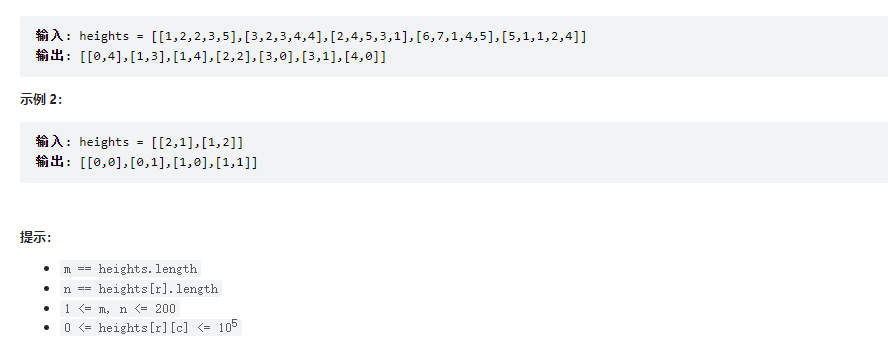 输入: heights = [[1,2,2,3,5],[3,2,3,4,4],[2,4,5,3,1],[6,7,1,4,5],[5,1,1,2,4]]
输出: [[0,4],[1,3],[1,4],[2,2],[3,0],[3,1],[4,0]]
示例 2:
输入: heights = [[2,1],[1,2]]
输出: [[0,0],[0,1],[1,0],[1,1]]
提示:
• m == heights.length
• n == heights[r].length
• 1 <= m, n <= 200
• 0 <= heights[r][c] <= 10⁵